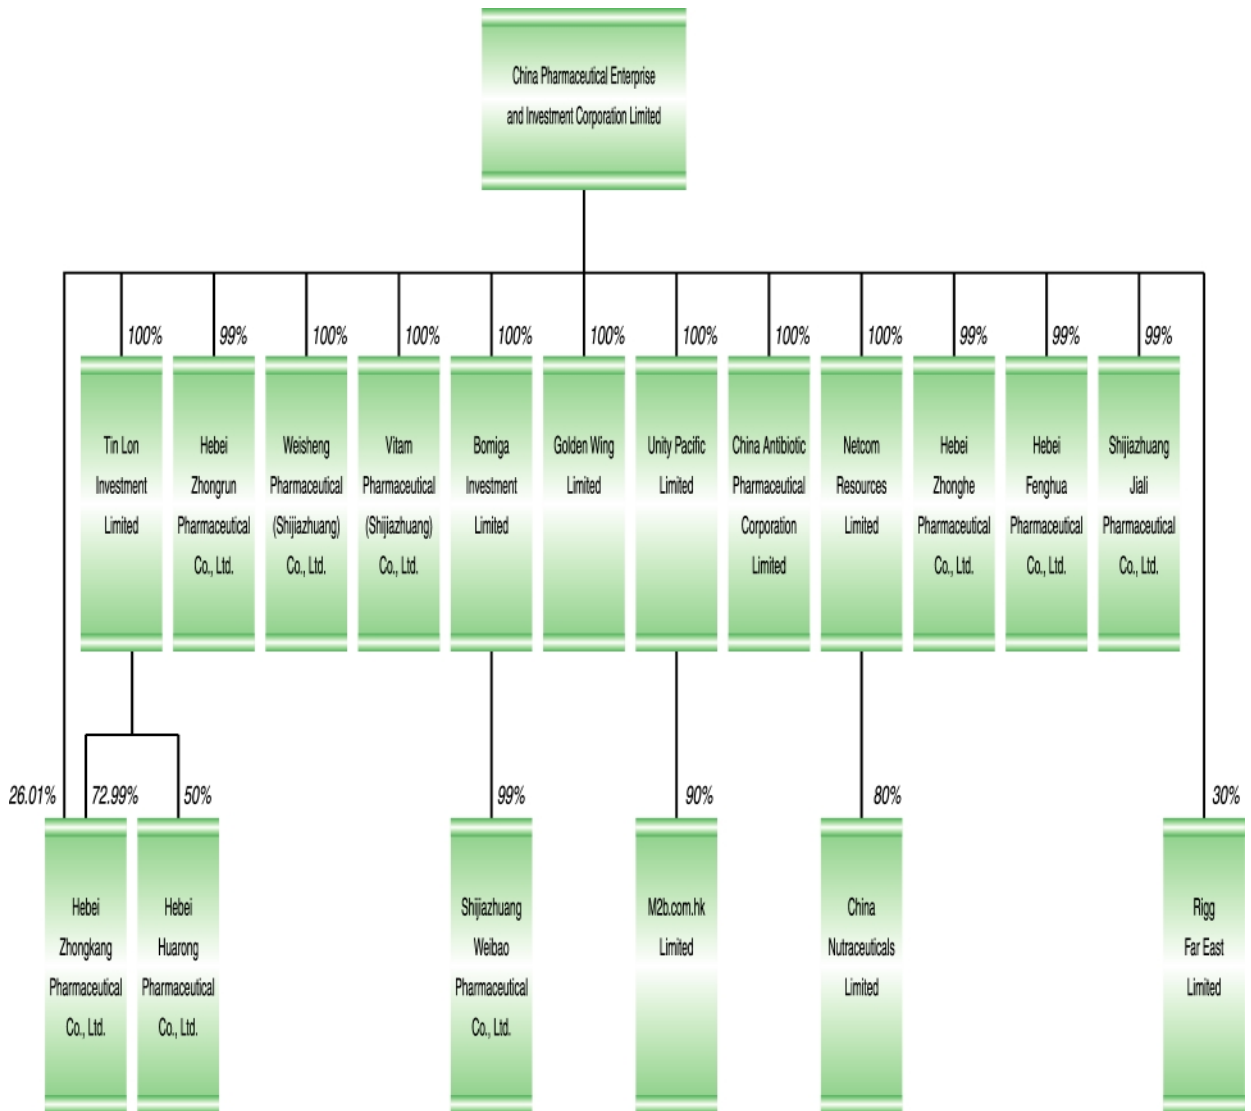 China Pharmaceutical Enterprise
and Investment Corporation Limited
100%
99%
100%
100%
100%
100%
100%
100%
100%
99%
99%
99%
Tin Lon
Investment
Limited
Hebei
Zhongrun
Pharmaceutical
Co., Ltd.
Weisheng
Pharmaceutical
(Shijiazhuang)
Co., Ltd.
Vitam
Pharmaceutical
(Shijiazhuang)
Co., Ltd.
Bomiga
Investment
Limited
Golden Wing
Limited
Unity Pacific
Limited
China Antibiotic
Pharmaceutical
Corporation
Limited
Netcom
Resources
Limited
Hebei
Zhonghe
Pharmaceutical
Co., Ltd.
Hebei
Fenghua
Pharmaceutical
Co., Ltd.
Shijiazhuang
Jiali
Pharmaceutical
Co., Ltd.
26.01%
72.99%
50%
99%
90%
80%
30%
Hebei
Zhongkang
Pharmaceutical
Co., Ltd.
Hebei
Huarong
Pharmaceutical
Co., Ltd.
Shijiazhuang
Weibao
Pharmaceutical
Co., Ltd.
M2b.com.hk
Limited
China
Nutraceuticals
Limited
Rigg
Far East
Limited